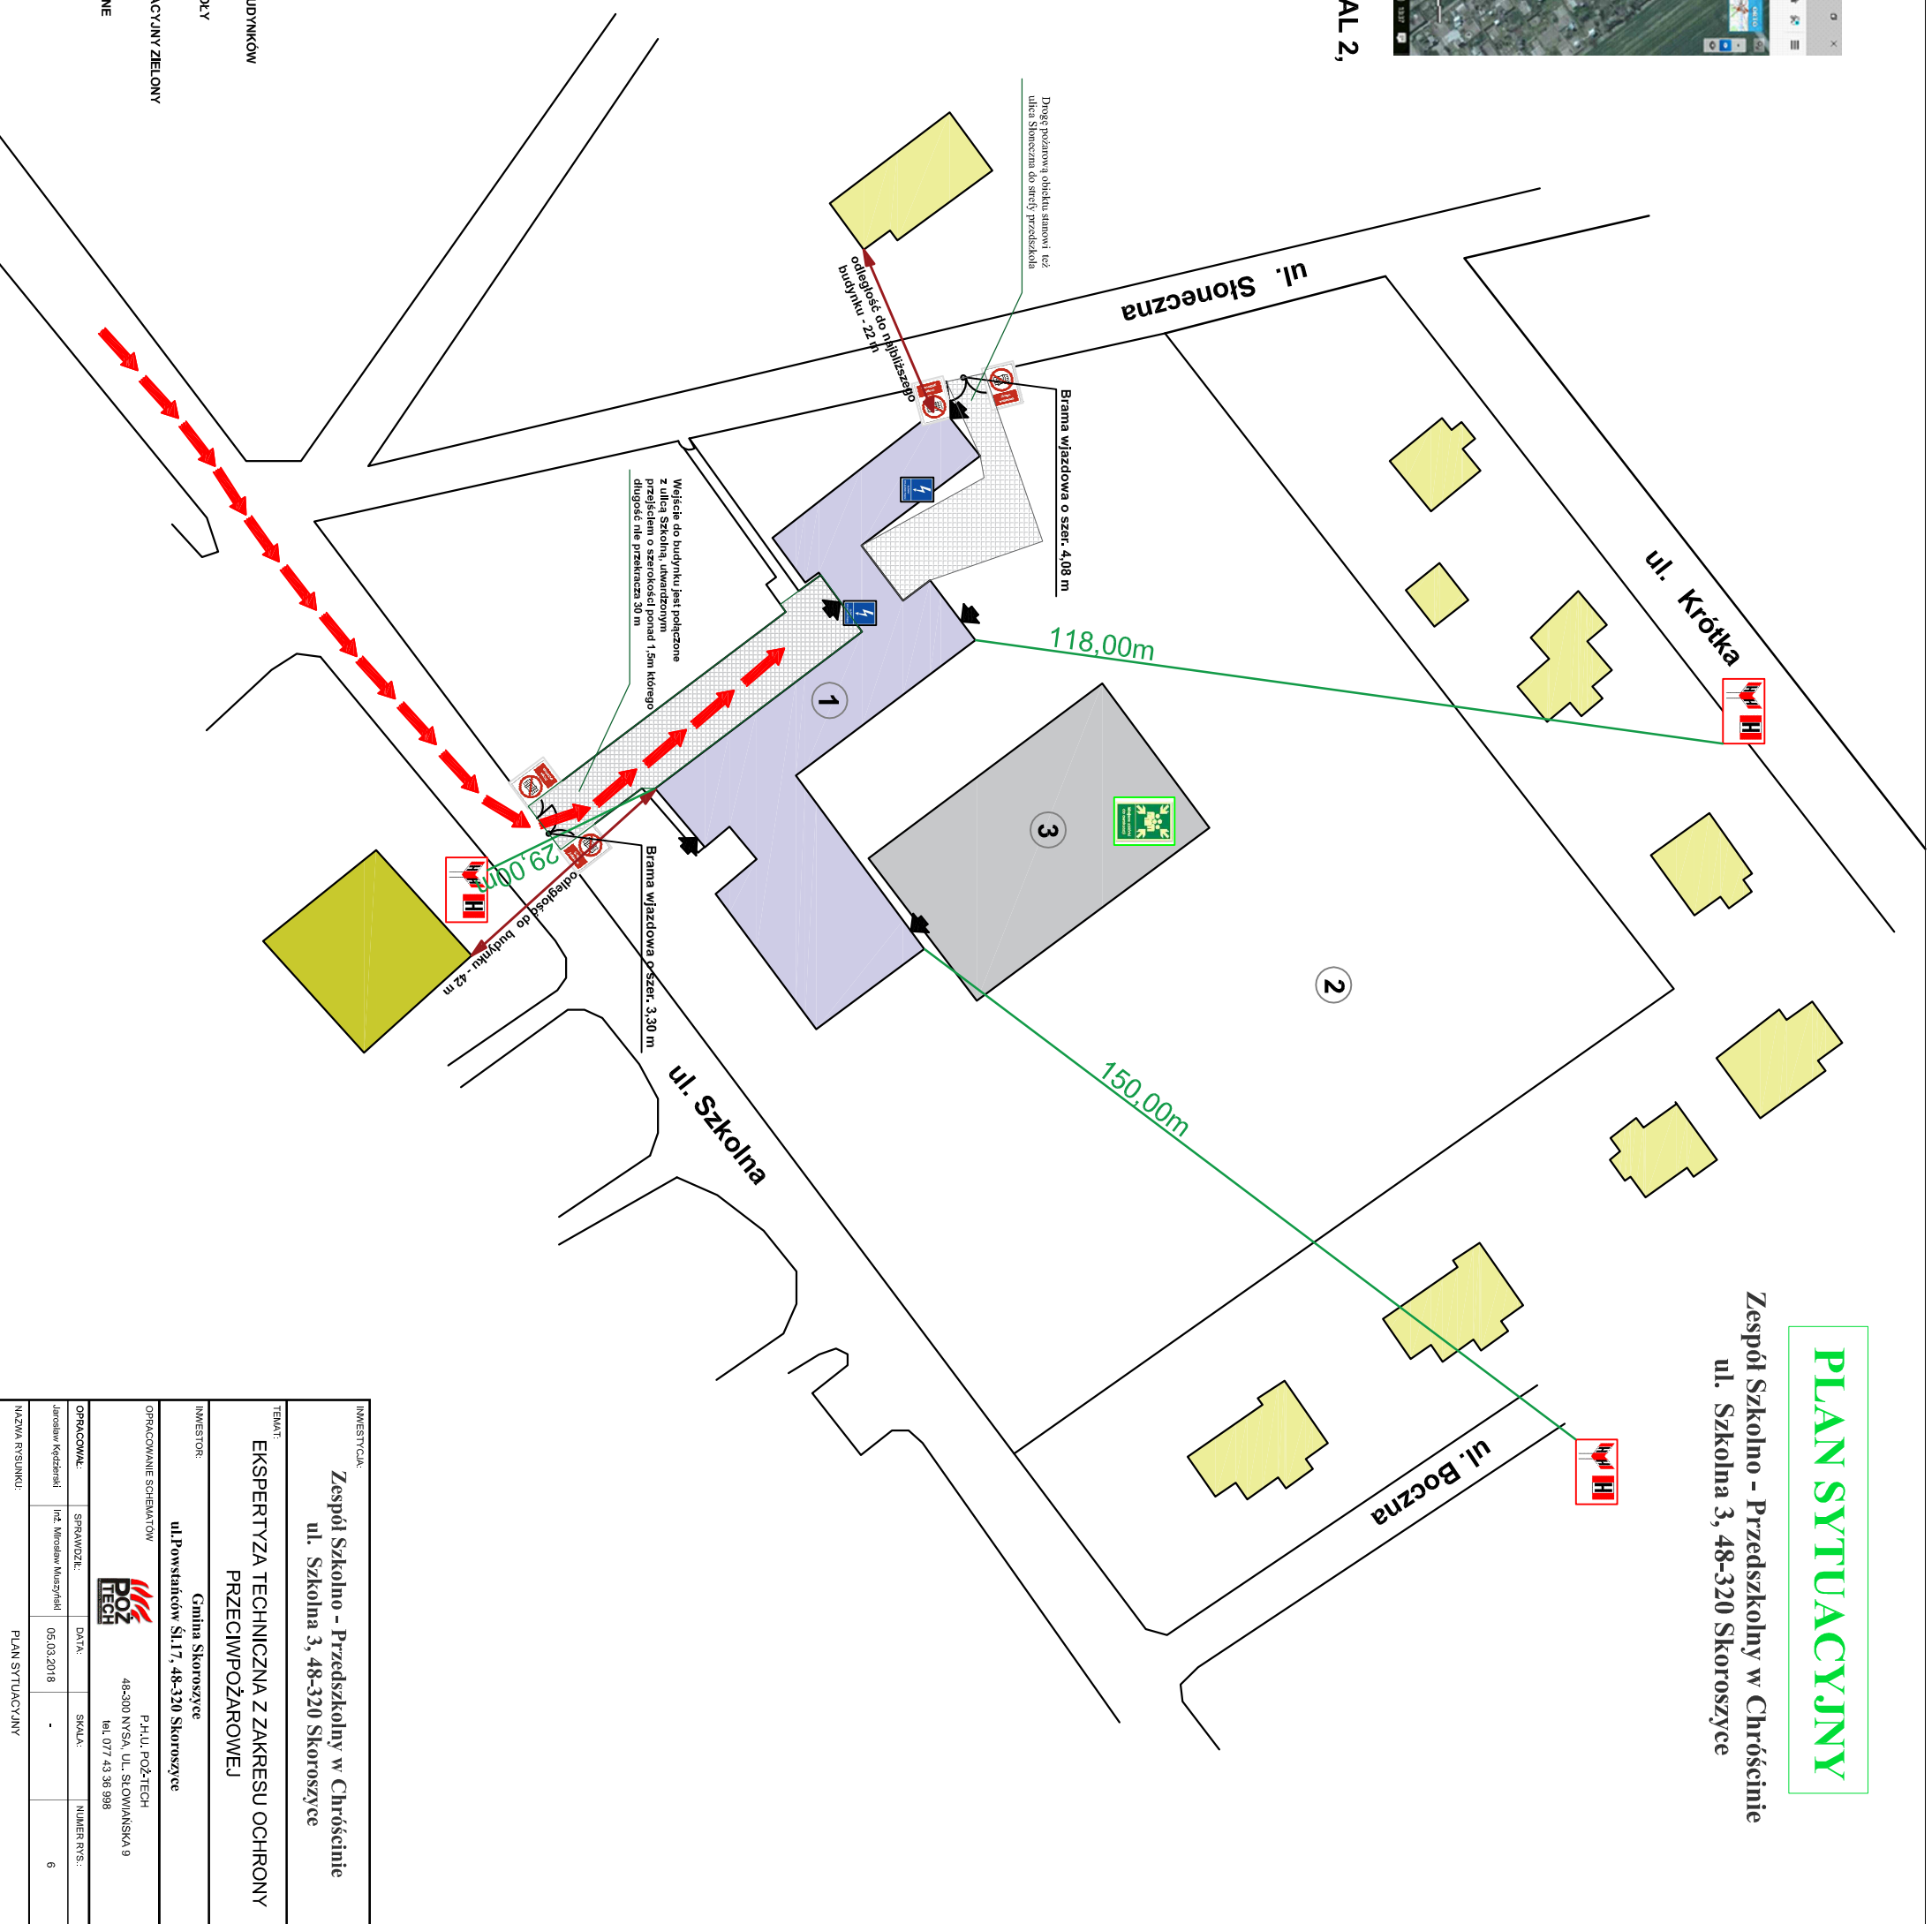 PLAN SYTUACYJNY
Zespół Szkolno - Przedszkolny w Chróścinie
ul. Szkolna 3, 48-320 Skoroszyce
AL 2,
UDYNKÓW
OŁY
ACYJNY ZIELONY
NE
Drogę pożarową obiektu stanowi też
ulica Słoneczna do strefy przedszkola
ul. Słoneczna
ul. Krótka
odległość do najbliższego
budynku - 22 m
Brama wjazdowa o szer. 4,08 m
118,00m
H
H
Wejście do budynku jest połączone
z ulicą Szkolną, utwardzonym
przejściem o szerokości ponad 1,5m którego
długość nie przekracza 30 m
1
3
2
29,00m
H
H
odległość do budynku - 42 m
Brama wjazdowa o szer. 3,30 m
ul. Szkolna
150,00m
H
H
ul. Boczna
INWESTYCJA:
Zespół Szkolno - Przedszkolny w Chróścinie
ul. Szkolna 3, 48-320 Skoroszyce
TEMAT:
EKSPERTYZA TECHNICZNA Z ZAKRESU OCHRONY
PRZECIWPOŻAROWEJ
INWESTOR:
Gmina Skoroszyce
ul.Powstańców Śl.17, 48-320 Skoroszyce
OPRACOWANIE SCHEMATÓW
POŻ
TECH
P.H.U. POŻ-TECH
48-300 NYSA, UL. SŁOWIAŃSKA 9
tel. 077 43 36 998
OPRACOWAŁ: SPRAWDZIŁ: DATA: SKALA: NUMER RYS.:
Jarosław Kędzierski Inż. Mirosław Muszyński 05.03.2018 - 6
NAZWA RYSUNKU:
PLAN SYTUACYJNY